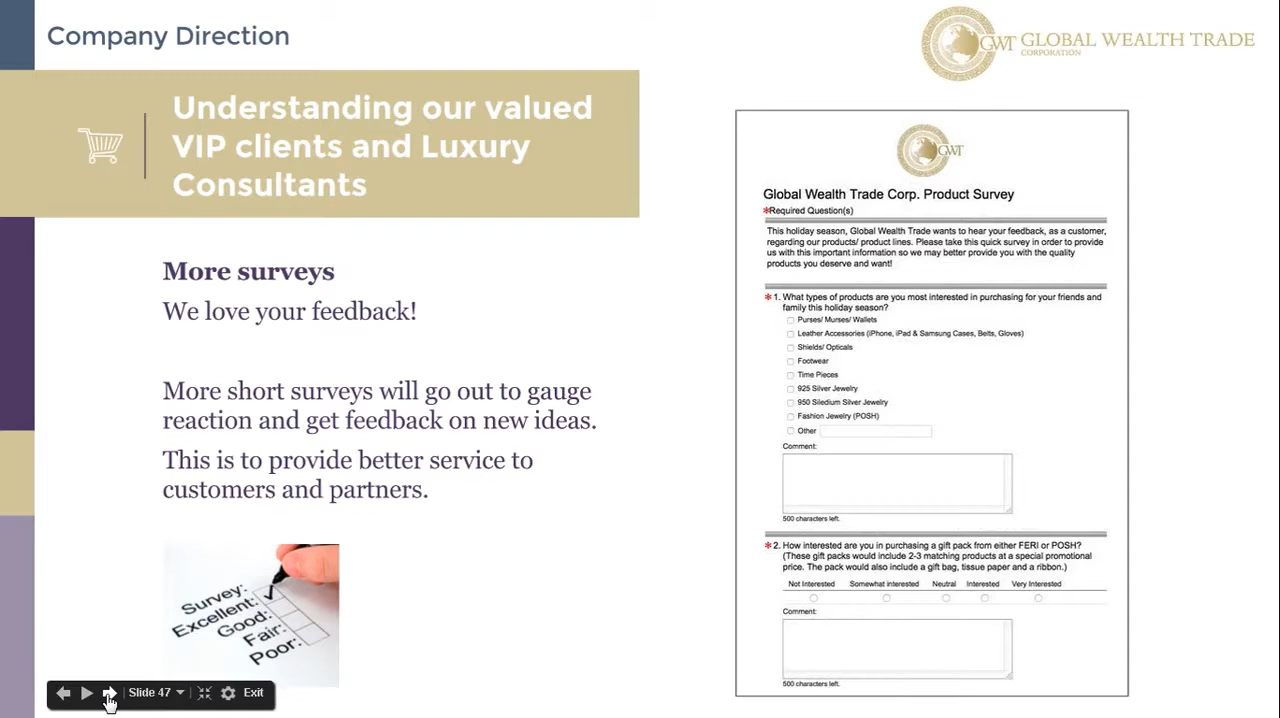 Company Direction
GWT GLOBAL WEALTH TRADE
CORPORATION
Understanding our valued
VIP clients and Luxury
Consultants
More surveys
We love your feedback!
More short surveys will go out to gauge
reaction and get feedback on new ideas.
This is to provide better service to
customers and partners.
Survey:
Excellent:
Good:
Fair:
Poor:
GWT
Global Wealth Trade Corp. Product Survey
*Required Question(s)
This holiday season, Global Wealth Trade wants to hear your feedback, as a customer,
regarding our products/ product lines. Please take this quick survey in order to provide
us with this important information so we may better provide you with the quality
products you deserve and want!
*1. What types of products are you most interested in purchasing for your friends and
family this holiday season?
Purses/ Murses/ Wallets
Leather Accessories (iPhone, iPad & Samsung Cases, Belts, Gloves)
Shields/ Opticals
Footwear
Time Pieces
925 Silver Jewelry
950 Siledium Silver Jewelry
Fashion Jewelry (POSH)
Other
Comment:
500 characters left.
*2. How interested are you in purchasing a gift pack from either FERI or POSH?
(These gift packs would include 2-3 matching products at a special promotional
price. The pack would also include a gift bag, tissue paper and a ribbon.)
Not Interested Somewhat interested Neutral Interested Very Interested
Comment:
500 characters left.
Slide 47 Exit